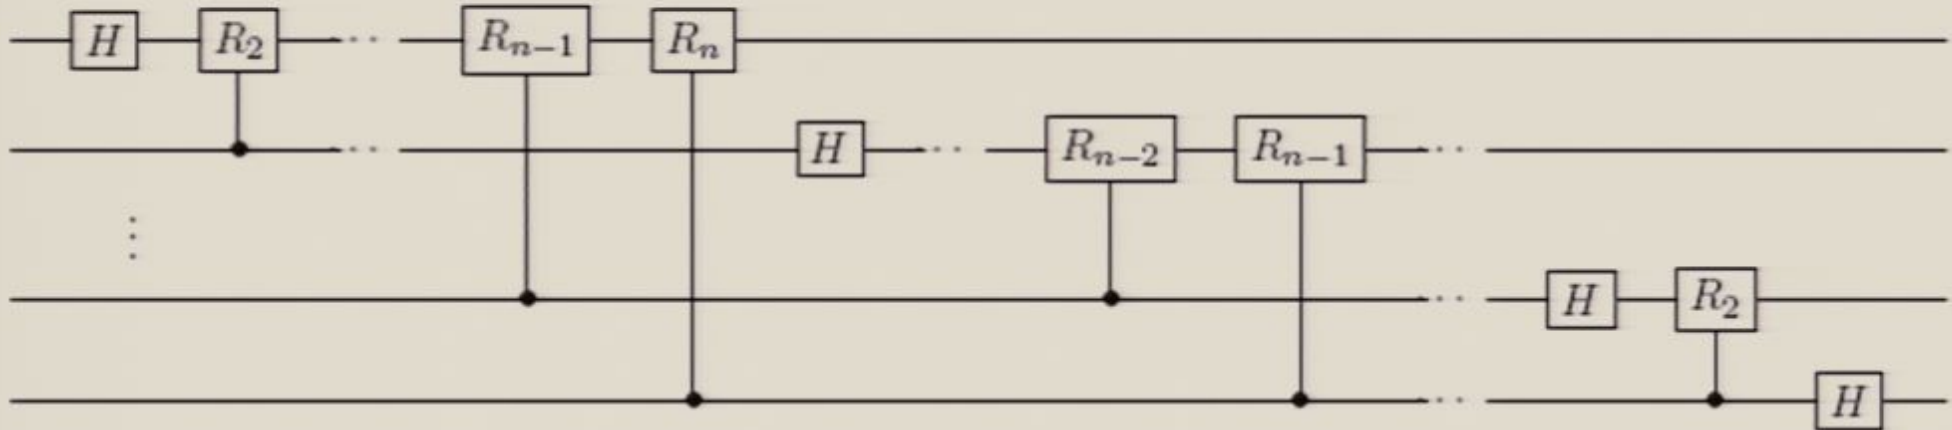 H R₂ ·· Rₙ₋₁ Rₙ
·· H ·· Rₙ₋₂ Rₙ₋₁ ··
⋮
·· H R₂
·· H